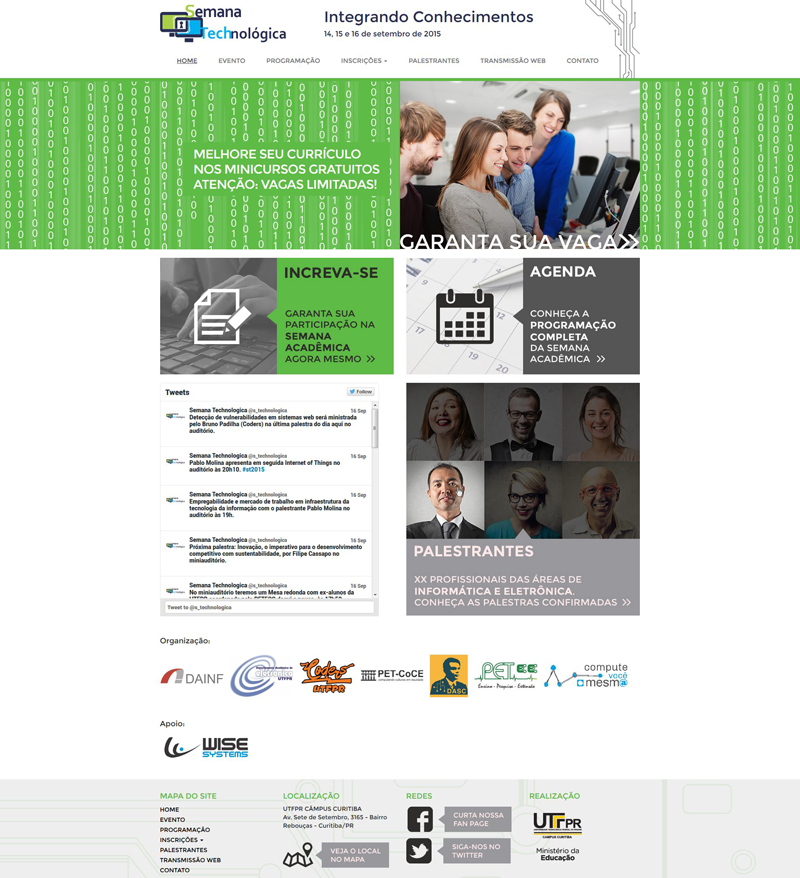 Semana
Technológica
Integrando Conhecimentos
14, 15 e 16 de setembro de 2015
HOME EVENTO PROGRAMAÇÃO INSCRIÇÕES PALESTRANTES TRANSMISSÃO WEB CONTATO
MELHORE SEU CURRÍCULO
NOS MINICURSOS GRATUITOS
ATENÇÃO: VAGAS LIMITADAS!
GARANTA SUA VAGA
INCREVA-SE
GARANTA SUA
PARTICIPAÇÃO NA
SEMANA
ACADÊMICA
AGORA MESMO
AGENDA
CONHEÇA A
PROGRAMAÇÃO
COMPLETA
DA SEMANA
ACADÊMICA
17
18
19
20
Tweets Follow
Semana Technologica @s_technologica 16 Sep
Detecção de vulnerabilidades em sistemas web será ministrada
pelo Bruno Padilha (Coders) na última palestra do dia aqui no
auditório.
Semana Technologica @s_technologica 16 Sep
Pablo Molina apresenta em seguida Internet of Things no
auditório às 20h10. #st2015
Semana Technologica @s_technologica 16 Sep
Empregabilidade e mercado de trabalho em infraestrutura da
tecnologia da informação com o palestrante Pablo Molina no
auditório às 19h.
Semana Technologica @s_technologica 16 Sep
Próxima palestra: Inovação, o imperativo para o desenvolvimento
competitivo com sustentabilidade, por Filipe Cassapo no
miniauditório.
Semana Technologica @s_technologica 16 Sep
No miniauditório teremos um Mesa redonda com ex-alunos da
Tweet to @s_technologica
PALESTRANTES
XX PROFISSIONAIS DAS ÁREAS DE
INFORMÁTICA E ELETRÔNICA.
CONHEÇA AS PALESTRAS CONFIRMADAS
Organização:
DAINF
eletrônica
UTFPR
Coders
UTFPR
PET-CoCE
computando culturas em equidade
DASC
PET EE
Ensino - Pesquisa - Extensão
compute
você
mesm@
Apoio:
WISE
SYSTEMS
MAPA DO SITE
HOME
EVENTO
PROGRAMAÇÃO
INSCRIÇÕES
PALESTRANTES
TRANSMISSÃO WEB
CONTATO
LOCALIZAÇÃO
UTFPR CÂMPUS CURITIBA
Av. Sete de Setembro, 3165 - Bairro
Rebouças - Curitiba/PR
VEJA O LOCAL
NO MAPA
REDES
CURTA NOSSA
FAN PAGE
SIGA-NOS NO
TWITTER
REALIZAÇÃO
UTFPR
CAMPUS CURITIBA
Ministério da
Educação